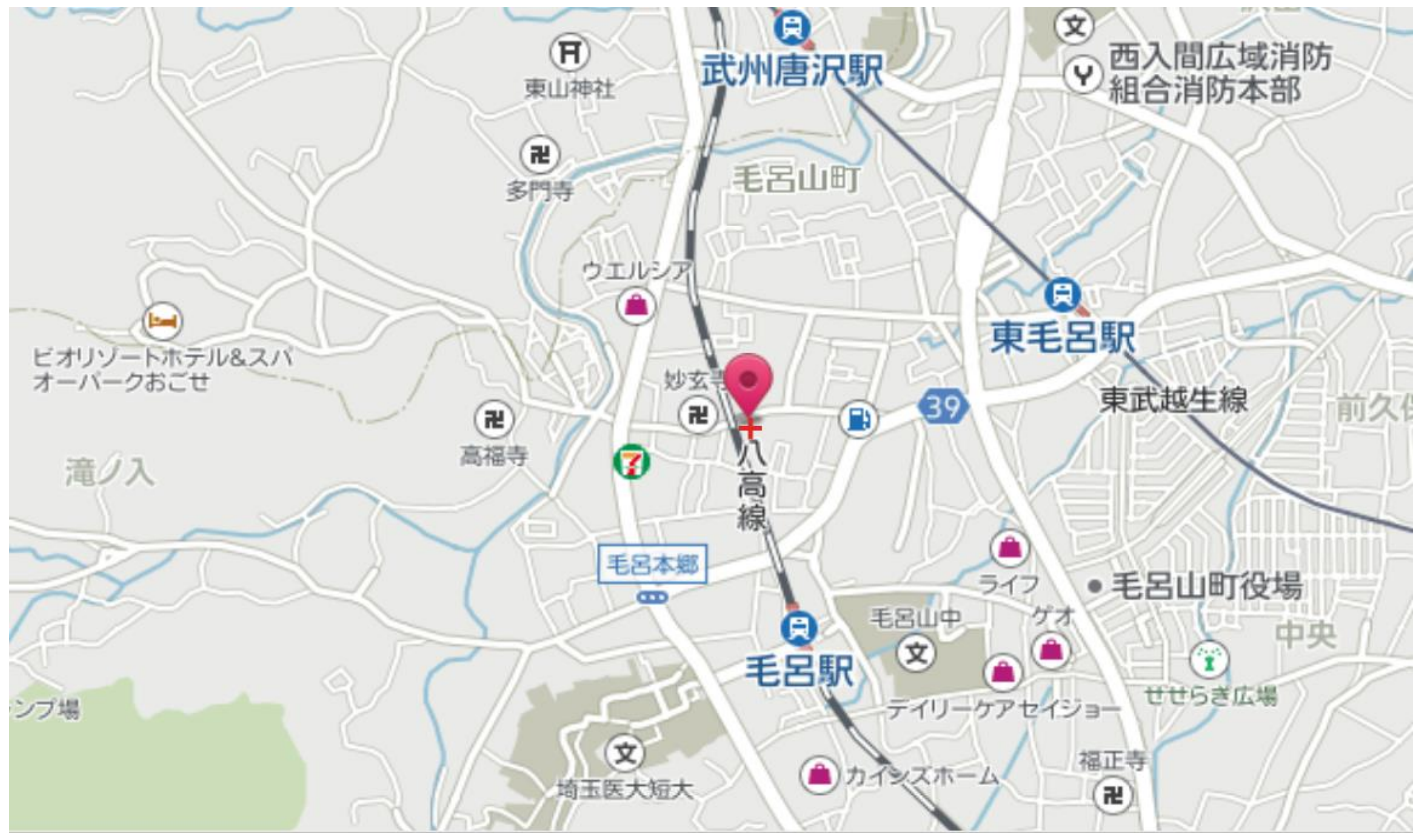 武州唐沢駅
西入間広域消防
組合消防本部
東山神社
多門寺
毛呂山町
ウエルシア
東毛呂駅
ビオリゾートホテル&スパ
オーパークおごせ
妙玄寺
39
東武越生線
前久保
高福寺
滝ノ入
7
八高線
毛呂本郷
ライフ
毛呂山町役場
毛呂山中
ゲオ
中央
毛呂駅
デイリーケアセイジョー
せせらぎ広場
ンプ場
埼玉医大短大
カインズホーム
福正寺